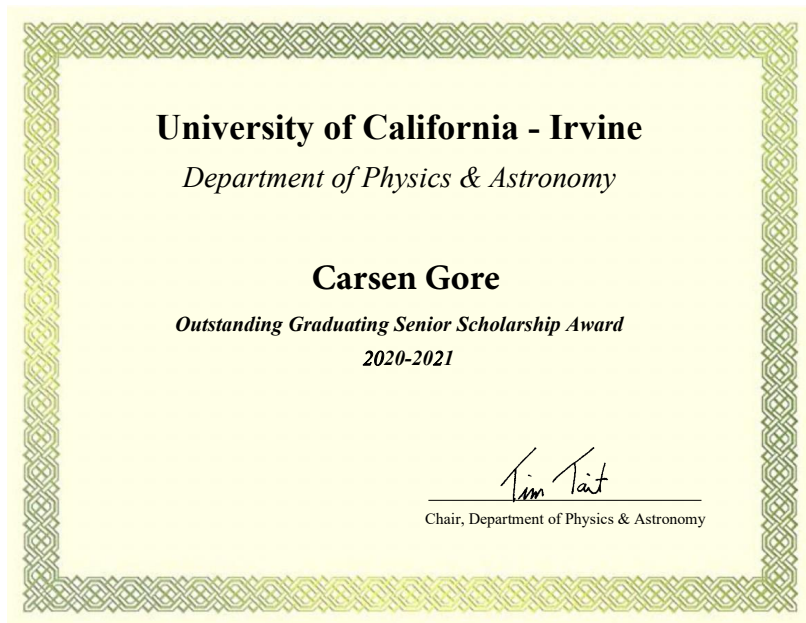 University of California - Irvine
Department of Physics & Astronomy
Carsen Gore
Outstanding Graduating Senior Scholarship Award
2020-2021
Tim Tait
Chair, Department of Physics & Astronomy